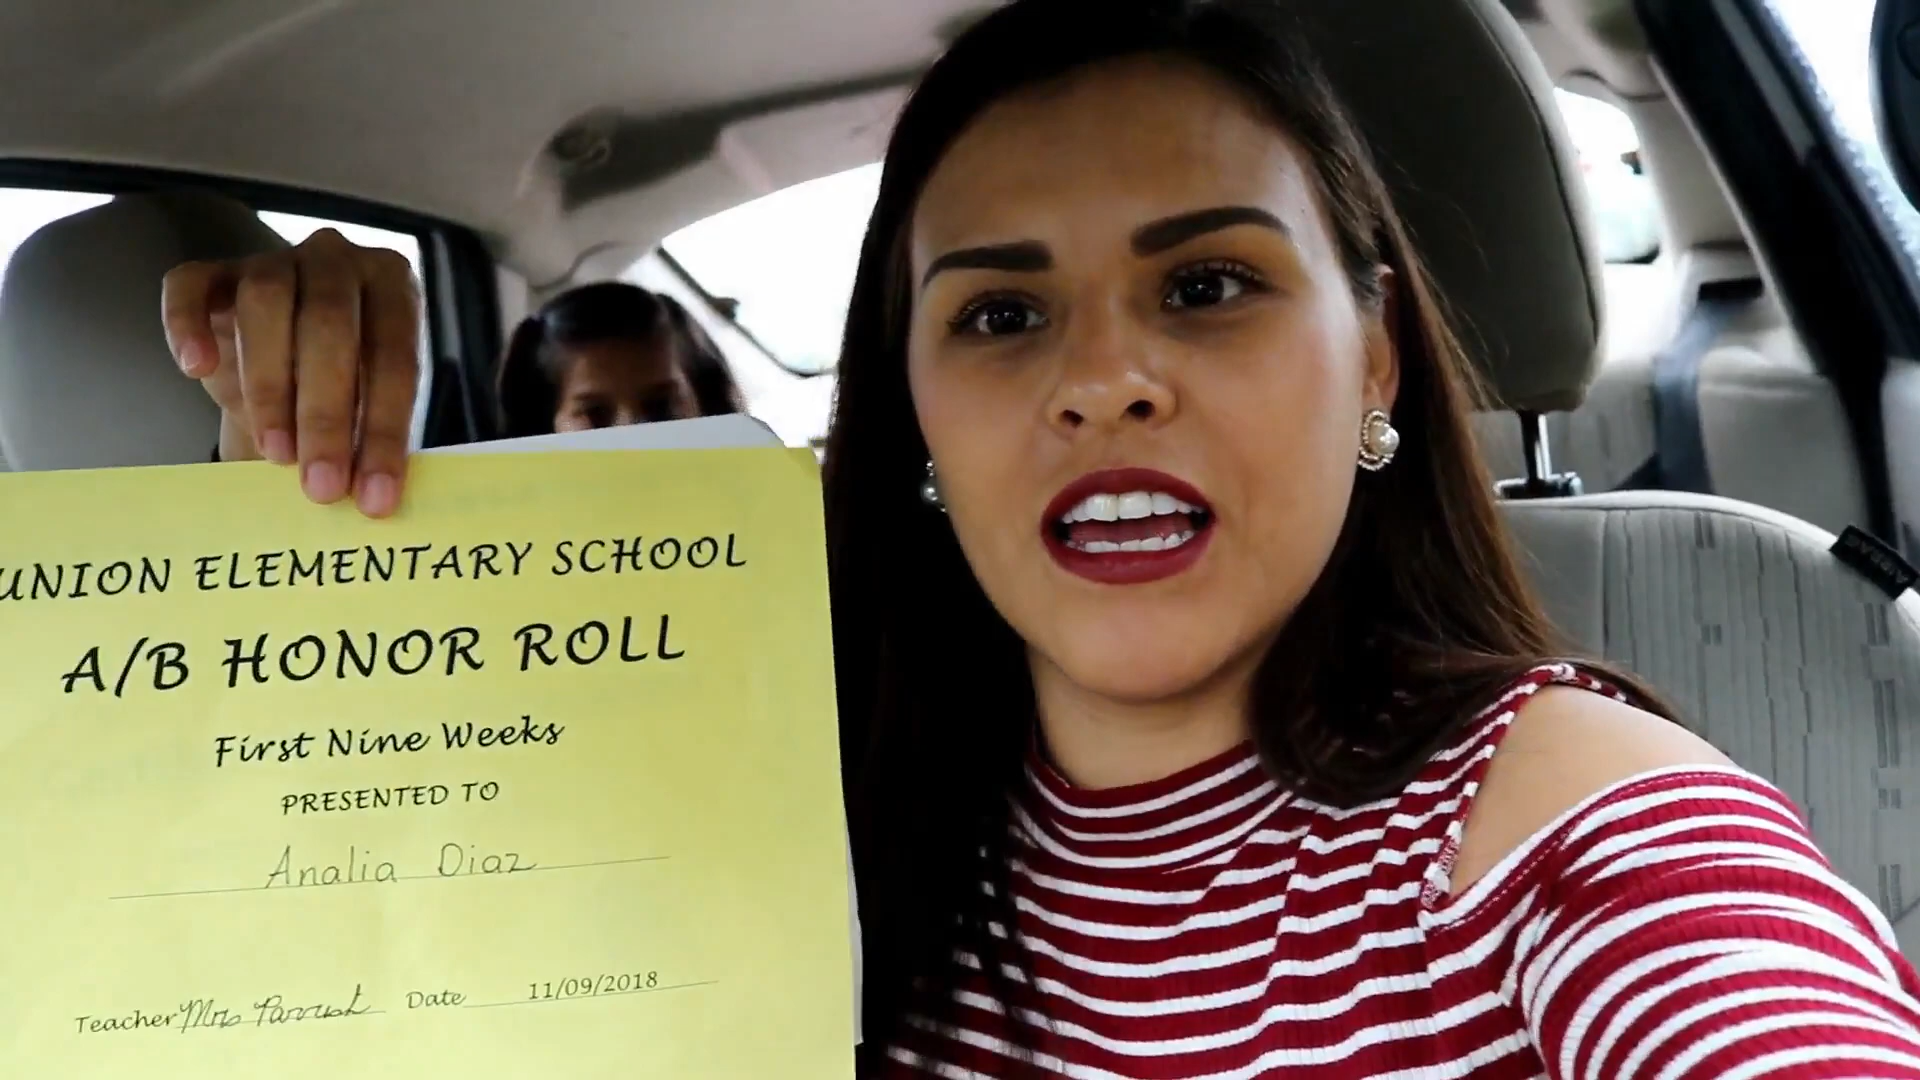 UNION ELEMENTARY SCHOOL
A/B HONOR ROLL
First Nine Weeks
PRESENTED TO
Analia Diaz
Teacher Mrs Parrish Date 11/09/2018
AIRBAG